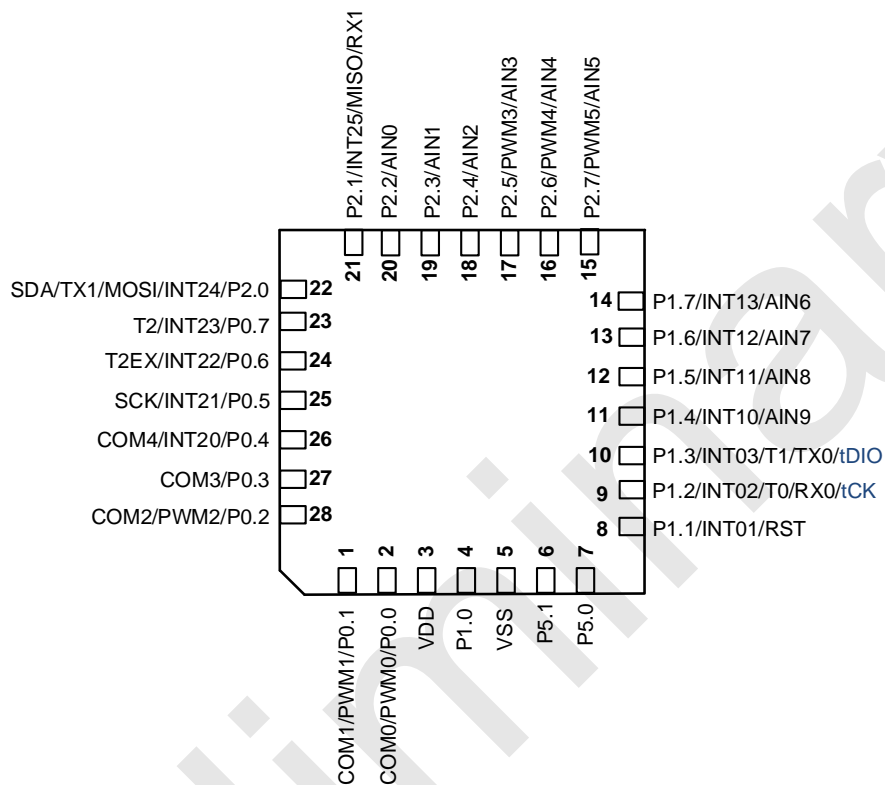 P2.1/INT25/MISO/RX1
P2.2/AIN0
P2.3/AIN1
P2.4/AIN2
P2.5/PWM3/AIN3
P2.6/PWM4/AIN4
P2.7/PWM5/AIN5
21
20
19
18
17
16
15
SDA/TX1/MOSI/INT24/P2.0 22
T2/INT23/P0.7 23
T2EX/INT22/P0.6 24
SCK/INT21/P0.5 25
COM4/INT20/P0.4 26
COM3/P0.3 27
COM2/PWM2/P0.2 28
14 P1.7/INT13/AIN6
13 P1.6/INT12/AIN7
12 P1.5/INT11/AIN8
11 P1.4/INT10/AIN9
10 P1.3/INT03/T1/TX0/tDIO
9 P1.2/INT02/T0/RX0/tCK
8 P1.1/INT01/RST
1
2
3
4
5
6
7
COM1/PWM1/P0.1
COM0/PWM0/P0.0
VDD
P1.0
VSS
P5.1
P5.0